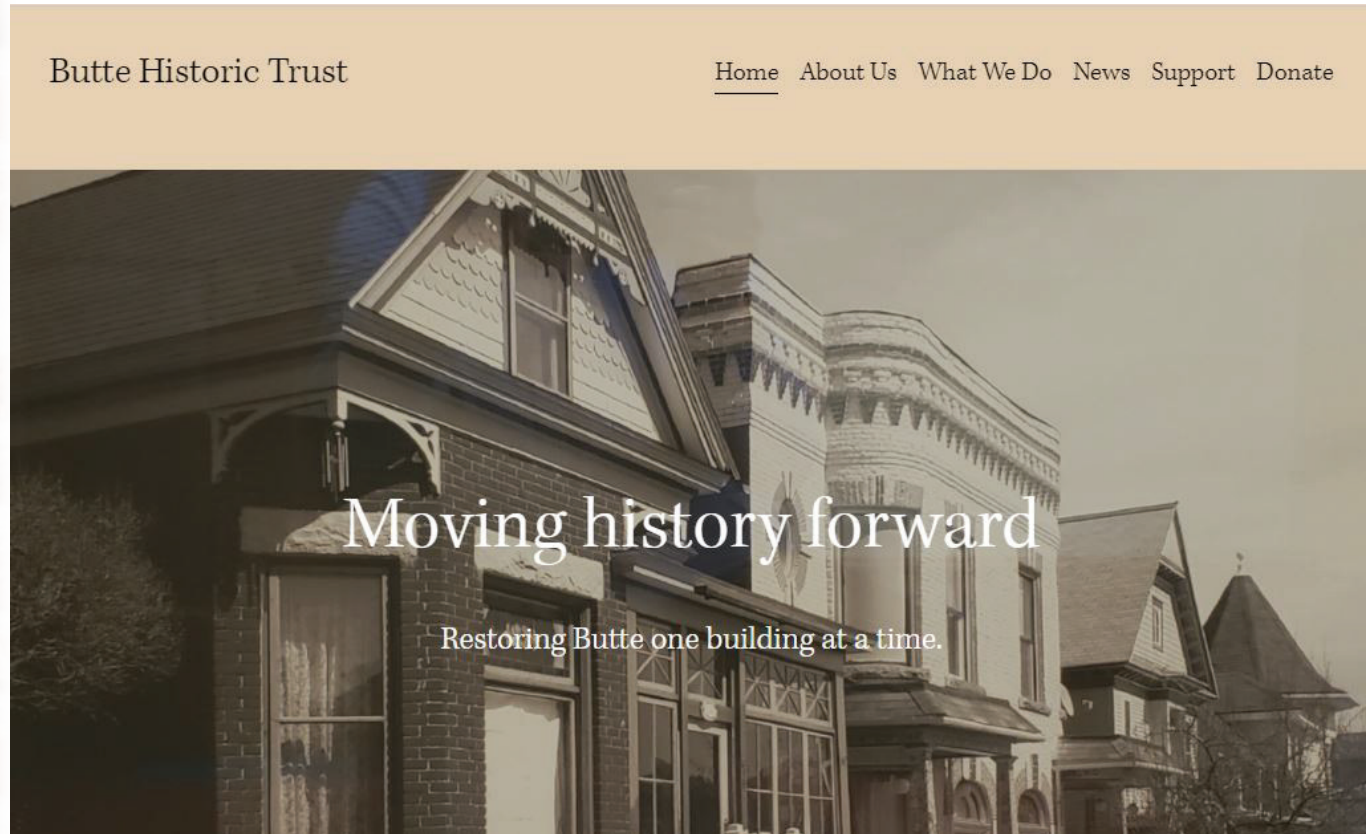 Butte Historic Trust
Home About Us What We Do News Support Donate
Moving history forward
Restoring Butte one building at a time.